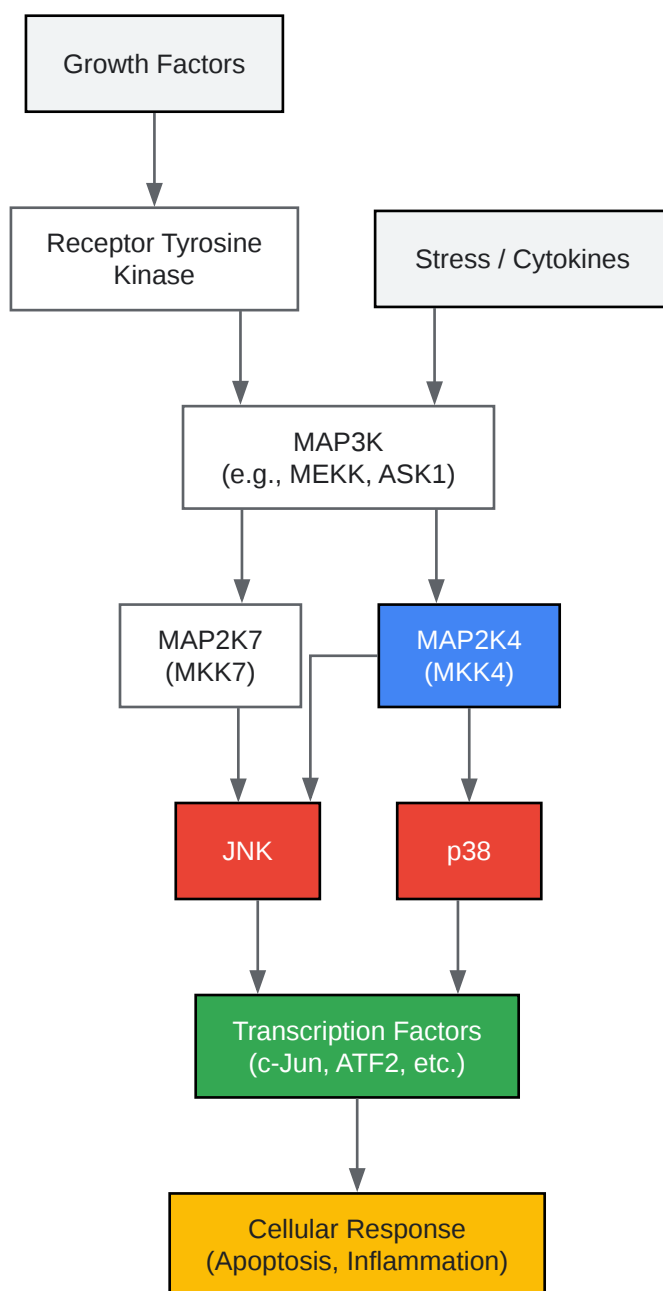 Growth Factors
Receptor Tyrosine
Kinase
Stress / Cytokines
MAP3K
(e.g., MEKK, ASK1)
MAP2K7
(MKK7)
MAP2K4
(MKK4)
JNK
p38
Transcription Factors
(c-Jun, ATF2, etc.)
Cellular Response
(Apoptosis, Inflammation)